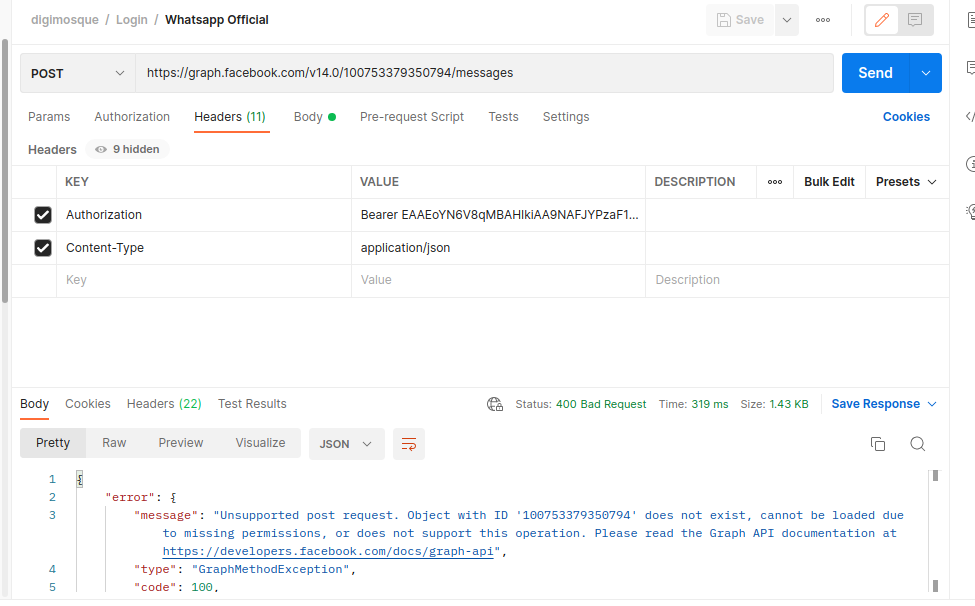 digimosque / Login / Whatsapp Official
Save
POST
https://graph.facebook.com/v14.0/100753379350794/messages
Send
Params Authorization Headers (11) Body Pre-request Script Tests Settings Cookies
Headers 9 hidden
KEY VALUE DESCRIPTION Bulk Edit Presets
Authorization Bearer EAAEoYN6V8qMBAHIkiAA9NAFJYPzaF1...
Content-Type application/json
Key Value Description
Body Cookies Headers (22) Test Results Status: 400 Bad Request Time: 319 ms Size: 1.43 KB Save Response
Pretty Raw Preview Visualize JSON
1 {
2 "error": {
3 "message": "Unsupported post request. Object with ID '100753379350794' does not exist, cannot be loaded due
to missing permissions, or does not support this operation. Please read the Graph API documentation at
https://developers.facebook.com/docs/graph-api",
4 "type": "GraphMethodException",
5 "code": 100,